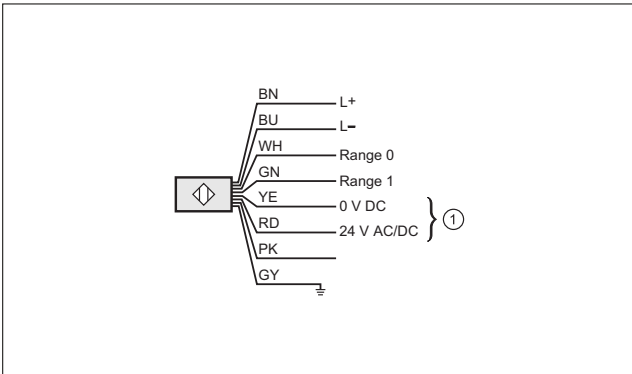 BN L+
BU L–
WH Range 0
GN Range 1
YE 0 V DC
RD 24 V AC/DC
1
PK
GY